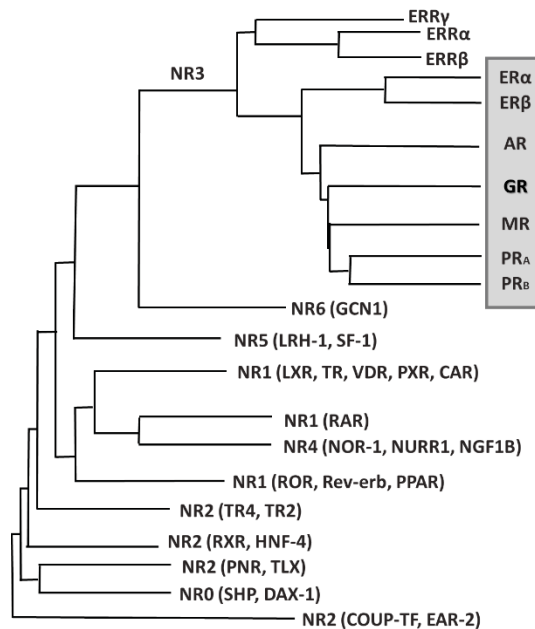 ERRγ
ERRα
ERRβ
NR3
ERα
ERβ
AR
GR
MR
PRA
PRB
NR6 (GCN1)
NR5 (LRH-1, SF-1)
NR1 (LXR, TR, VDR, PXR, CAR)
NR1 (RAR)
NR4 (NOR-1, NURR1, NGF1B)
NR1 (ROR, Rev-erb, PPAR)
NR2 (TR4, TR2)
NR2 (RXR, HNF-4)
NR2 (PNR, TLX)
NR0 (SHP, DAX-1)
NR2 (COUP-TF, EAR-2)